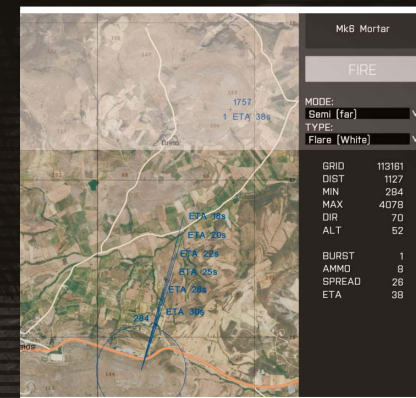 1757
1 ETA 38s
ETA 18s
ETA 20s
ETA 22s
ETA 25s
ETA 28s
ETA 30s
284
Mk6 Mortar
FIRE
MODE:
Semi (far)
TYPE:
Flare (White)
GRID 113161
DIST 1127
MIN 284
MAX 4078
DIR 70
ALT 52
BURST 1
AMMO 8
SPREAD 26
ETA 38